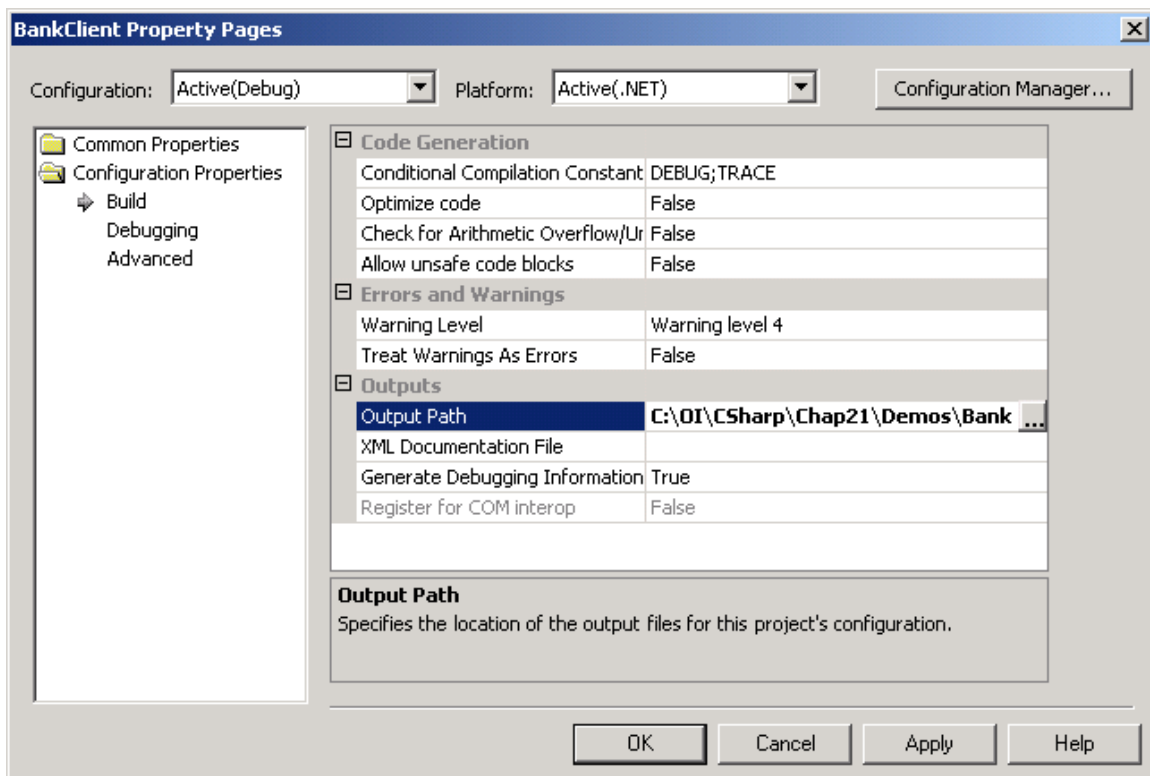 BankClient Property Pages
Configuration: Active(Debug) Platform: Active(.NET) Configuration Manager...
Common Properties
Configuration Properties
Build
Debugging
Advanced
Code Generation
Conditional Compilation Constant DEBUG;TRACE
Optimize code False
Check for Arithmetic Overflow/Ur False
Allow unsafe code blocks False
Errors and Warnings
Warning Level Warning level 4
Treat Warnings As Errors False
Outputs
Output Path C:\OI\CSharp\Chap21\Demos\Bank ...
XML Documentation File
Generate Debugging Information True
Register for COM interop False
Output Path
Specifies the location of the output files for this project's configuration.
OK Cancel Apply Help